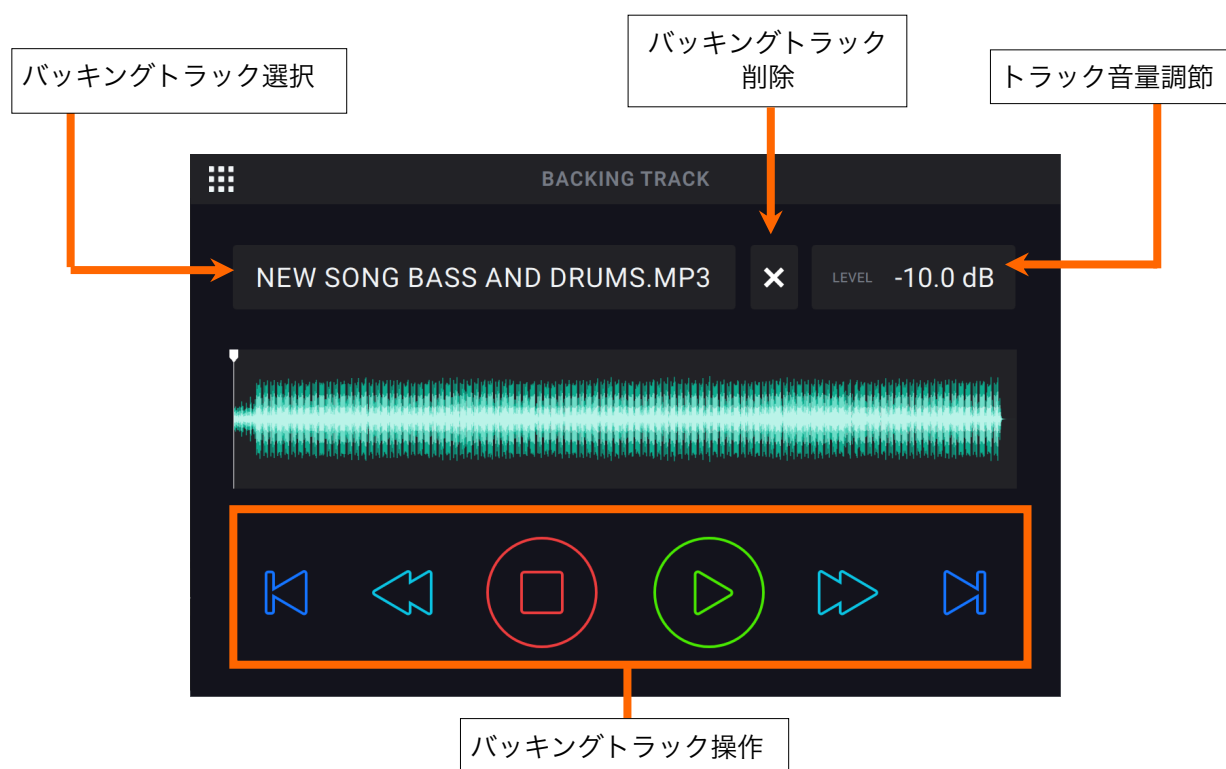 バッキングトラック
削除
バッキングトラック選択
トラック音量調節
BACKING TRACK
NEW SONG BASS AND DRUMS.MP3
LEVEL -10.0 dB
バッキングトラック操作